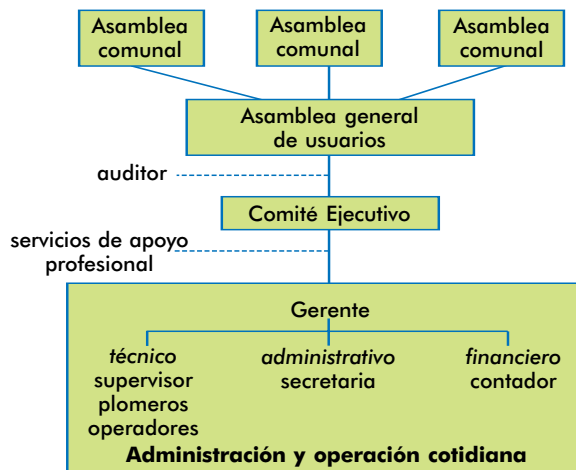 Asamblea
comunal
Asamblea
comunal
Asamblea
comunal
Asamblea general
de usuarios
auditor
Comité Ejecutivo
servicios de apoyo
profesional
Gerente
técnico
supervisor
plomeros
operadores
administrativo
secretaria
financiero
contador
Administración y operación cotidiana